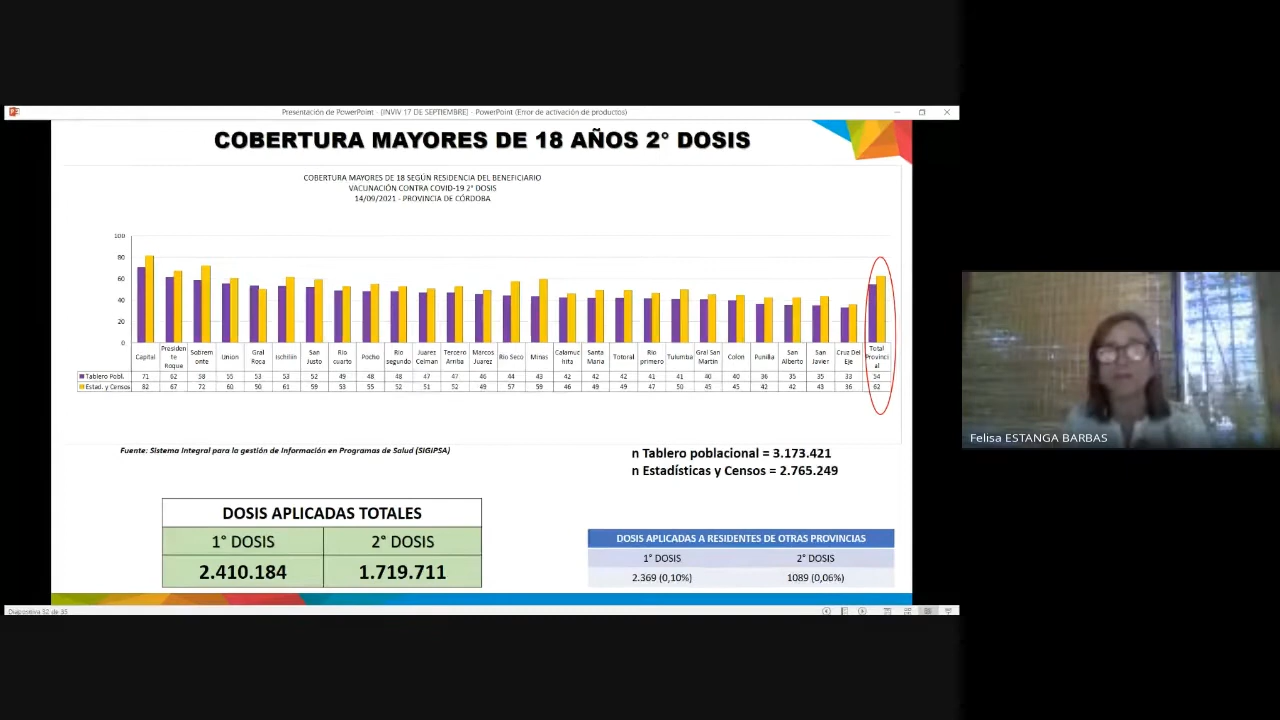 Presentación de PowerPoint - [INVIV 17 DE SEPTIEMBRE] - PowerPoint (Error de activación de productos)
COBERTURA MAYORES DE 18 AÑOS 2° DOSIS
COBERTURA MAYORES DE 18 SEGÚN RESIDENCIA DEL BENEFICIARIO
VACUNACIÓN CONTRA COVID-19 2° DOSIS
14/09/2021 - PROVINCIA DE CÓRDOBA
100
80
60
40
20
0
Capital Presidente Roque Sobremonte Union Gral Roca Ischilin San Justo Rio cuarto Pocho Rio segundo Juarez Celman Tercero Arriba Marcos Juarez Rio Seco Minas Calamuchita Santa Maria Totoral Rio primero Tulumba Gral San Martin Colon Punilla San Alberto San Javier Cruz Del Eje Total Provincial
Tablero Pobl. 71 62 58 55 53 53 52 49 48 48 47 47 46 44 43 42 42 42 41 41 40 40 36 35 35 33 54
Estad. y Censos 82 67 72 60 50 61 59 53 55 52 51 52 49 57 59 46 49 49 47 50 45 45 42 42 43 36 62
Fuente: Sistema Integral para la gestión de Información en Programas de Salud (SIGIPSA)
n Tablero poblacional = 3.173.421
n Estadísticas y Censos = 2.765.249
DOSIS APLICADAS TOTALES
1° DOSIS 2° DOSIS
2.410.184 1.719.711
DOSIS APLICADAS A RESIDENTES DE OTRAS PROVINCIAS
1° DOSIS 2° DOSIS
2.369 (0,10%) 1089 (0,06%)
Diapositiva 32 de 35
Felisa ESTANGA BARBAS